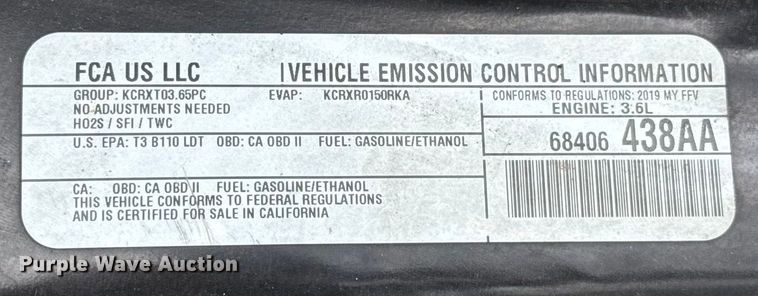 FCA US LLC VEHICLE EMISSION CONTROL INFORMATION
GROUP: KCRXT03.65PC EVAP: KCRXR0150RKA CONFORMS TO REGULATIONS: 2019 MY FFV
NO ADJUSTMENTS NEEDED ENGINE: 3.6L
HO2S / SFI / TWC
U.S. EPA: T3 B110 LDT OBD: CA OBD II FUEL: GASOLINE/ETHANOL 68406 438AA
CA: OBD: CA OBD II FUEL: GASOLINE/ETHANOL
THIS VEHICLE CONFORMS TO FEDERAL REGULATIONS
AND IS CERTIFIED FOR SALE IN CALIFORNIA
Purple Wave Auction